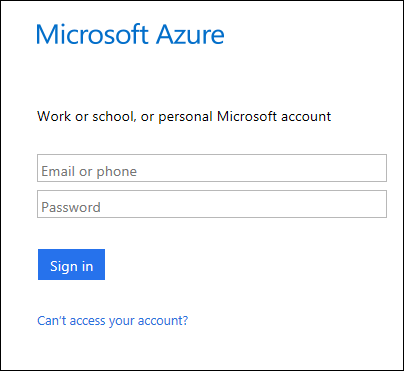 Microsoft Azure
Work or school, or personal Microsoft account
Email or phone
Password
Sign in
Can't access your account?